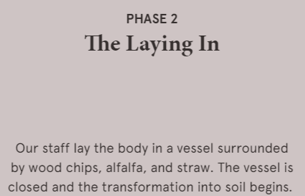 PHASE 2
The Laying In
Our staff lay the body in a vessel surrounded
by wood chips, alfalfa, and straw. The vessel is
closed and the transformation into soil begins.